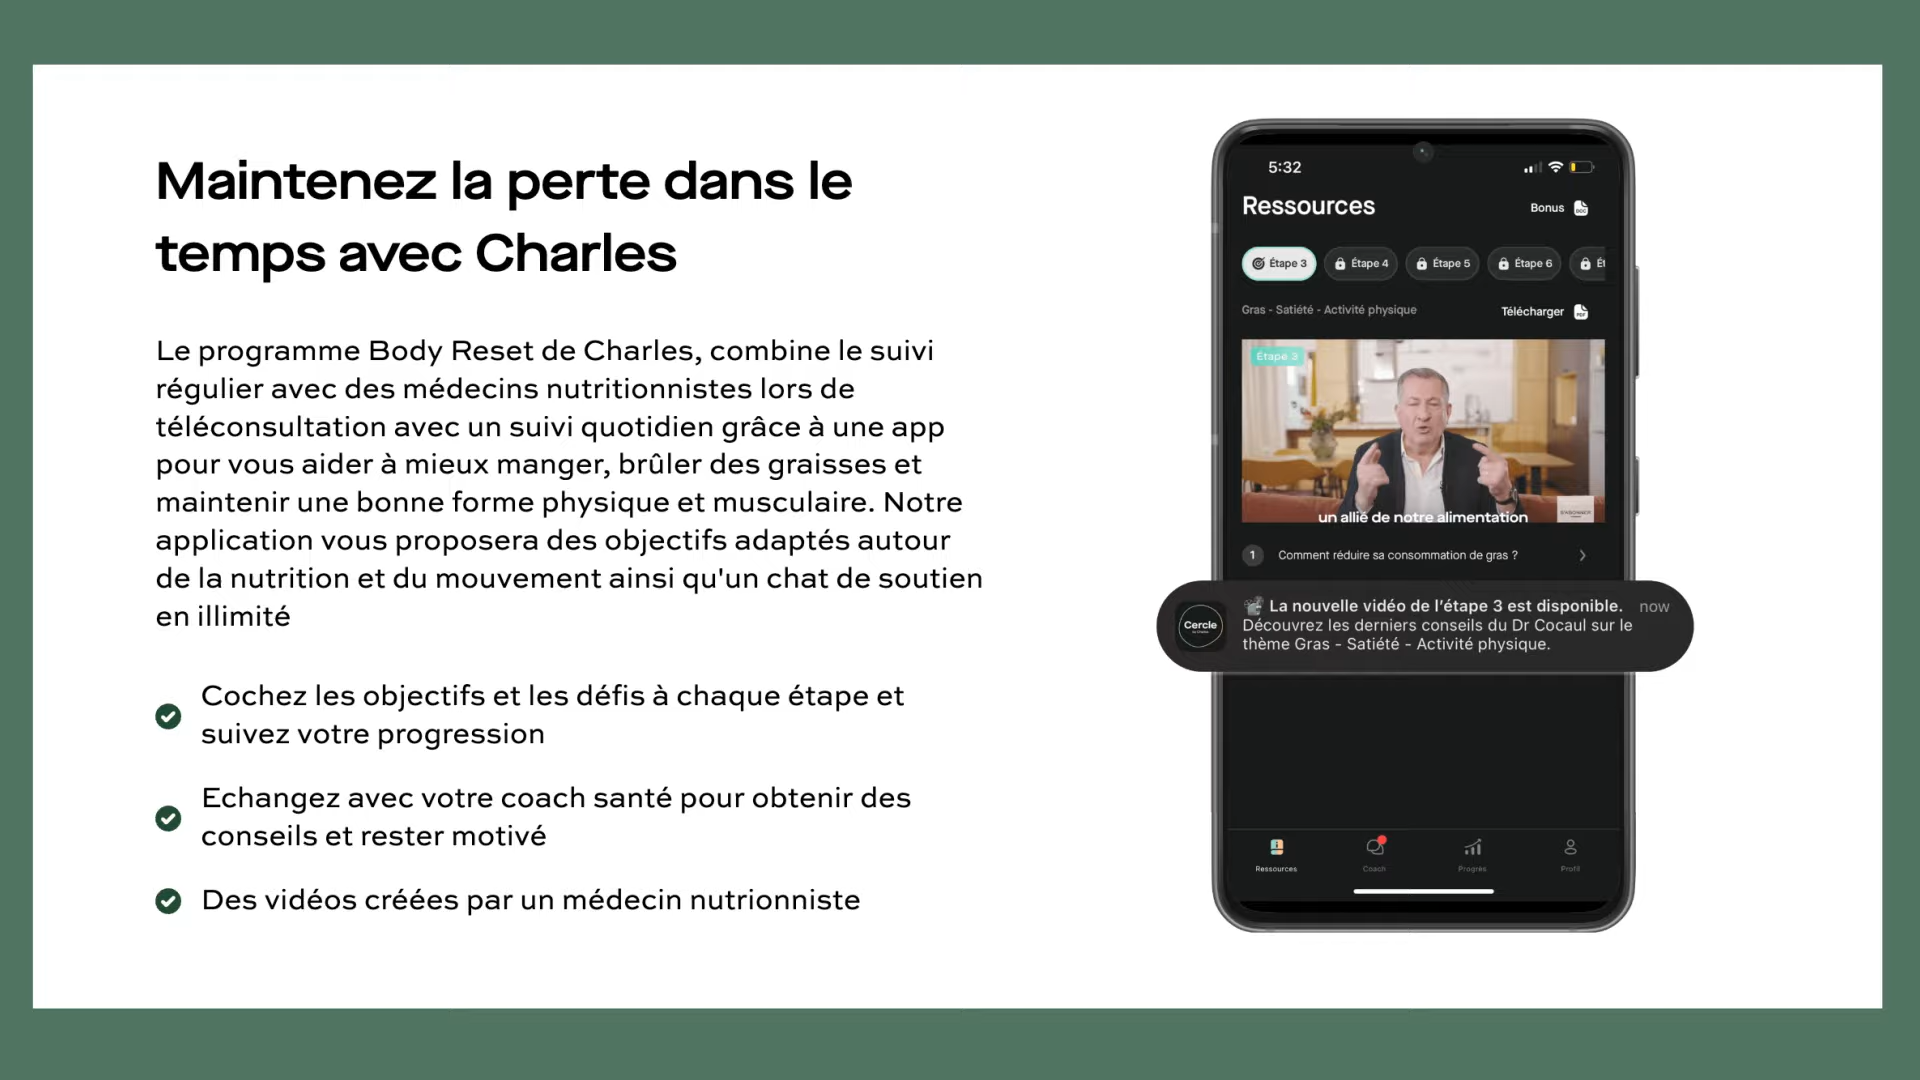 Maintenez la perte dans le
temps avec Charles
Le programme Body Reset de Charles, combine le suivi
régulier avec des médecins nutritionnistes lors de
téléconsultation avec un suivi quotidien grâce à une app
pour vous aider à mieux manger, brûler des graisses et
maintenir une bonne forme physique et musculaire. Notre
application vous proposera des objectifs adaptés autour
de la nutrition et du mouvement ainsi qu'un chat de soutien
en illimité
Cochez les objectifs et les défis à chaque étape et
suivez votre progression
Echangez avec votre coach santé pour obtenir des
conseils et rester motivé
Des vidéos créées par un médecin nutrionniste
5:32
Ressources
Bonus
Étape 3
Étape 4
Étape 5
Étape 6
Ét
Gras - Satiété - Activité physique
Télécharger
Étape 3
un allié de notre alimentation
1 Comment réduire sa consommation de gras ?
La nouvelle vidéo de l'étape 3 est disponible. now
Cercle
Découvrez les derniers conseils du Dr Cocaul sur le
thème Gras - Satiété - Activité physique.
Ressources
Coach
Progrès
Profil